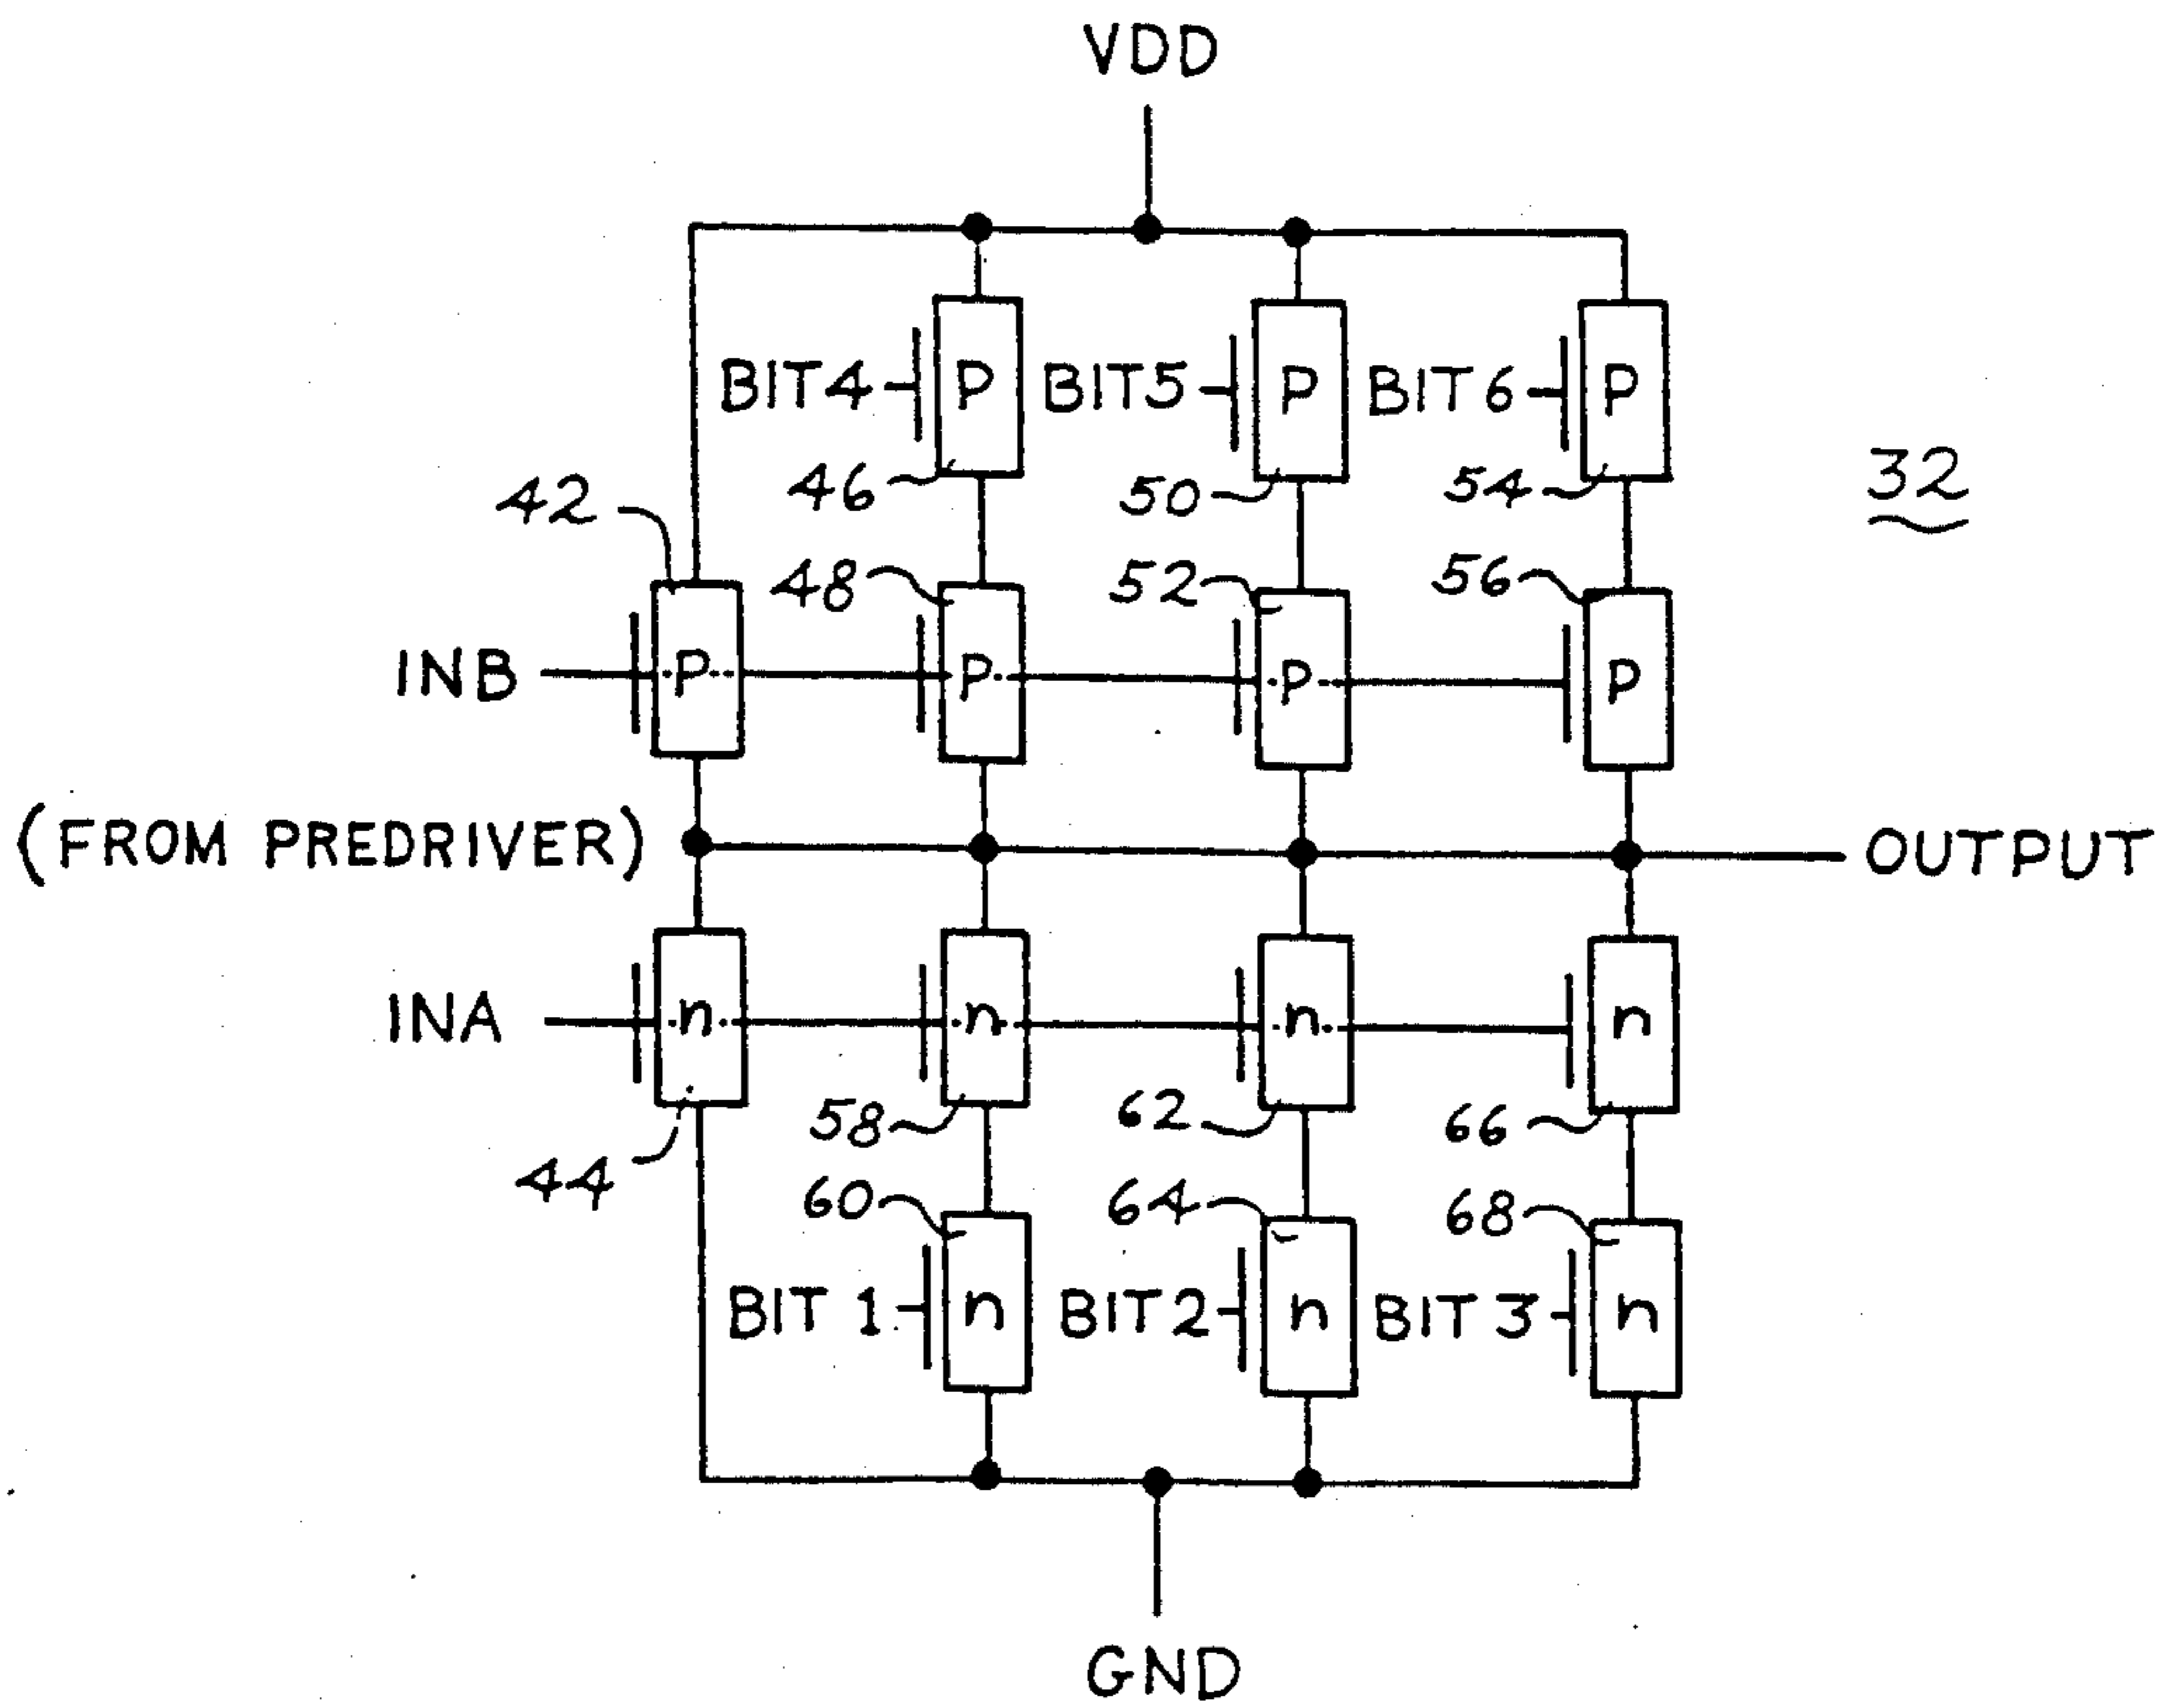 VDD
BIT4 P BIT5 P BIT6 P
46 50 54
42
32
48 52 56
INB P P P P
(FROM PREDRIVER) OUTPUT
INA n n n n
58 62 66
44
60 64 68
BIT 1 n BIT2 n BIT 3 n
GND